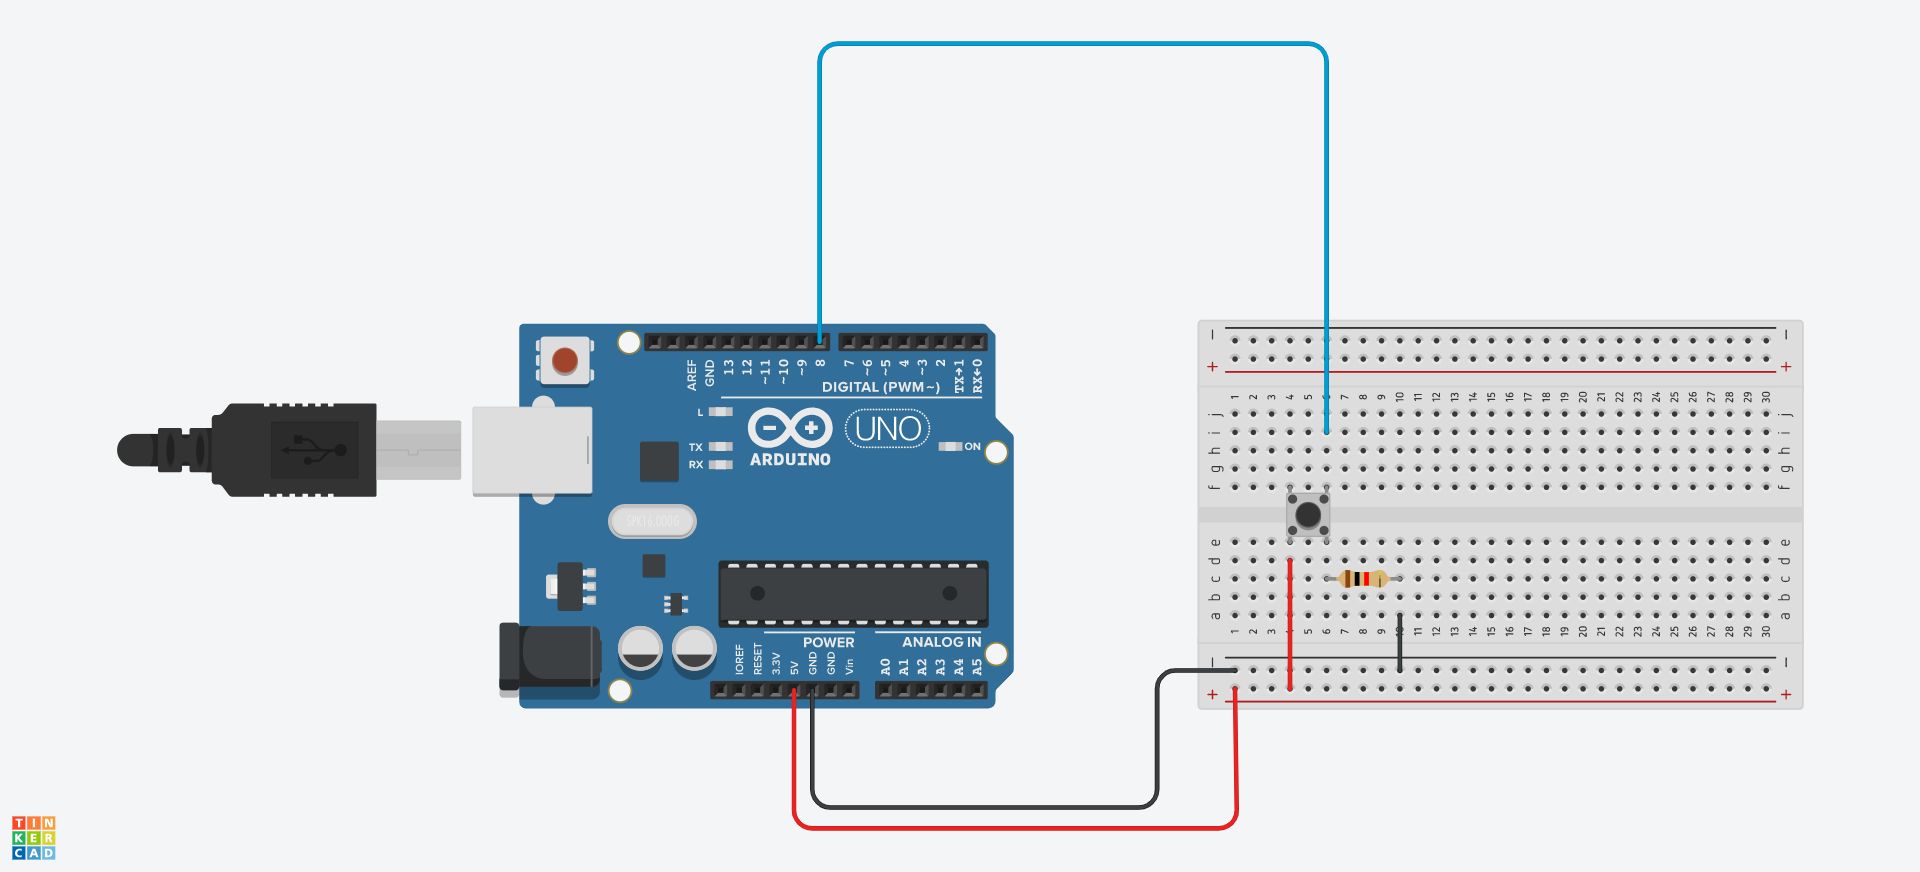 AREF
GND
13
12
~11
~10
~9
8
7
~6
~5
4
~3
2
TX→1
RX←0
DIGITAL (PWM~)
L
TX
RX
ARDUINO
UNO
ON
SPK16.000G
POWER
ANALOG IN
IOREF
RESET
3.3V
5V
GND
GND
Vin
A0
A1
A2
A3
A4
A5
− −
+ +
1 2 3 4 5 6 7 8 9 10 11 12 13 14 15 16 17 18 19 20 21 22 23 24 25 26 27 28 29 30
j j
i i
h h
g g
f f
e e
d d
c c
b b
a a
1 2 3 4 5 6 7 8 9 10 11 12 13 14 15 16 17 18 19 20 21 22 23 24 25 26 27 28 29 30
− −
+ +
TIN
KER
CAD